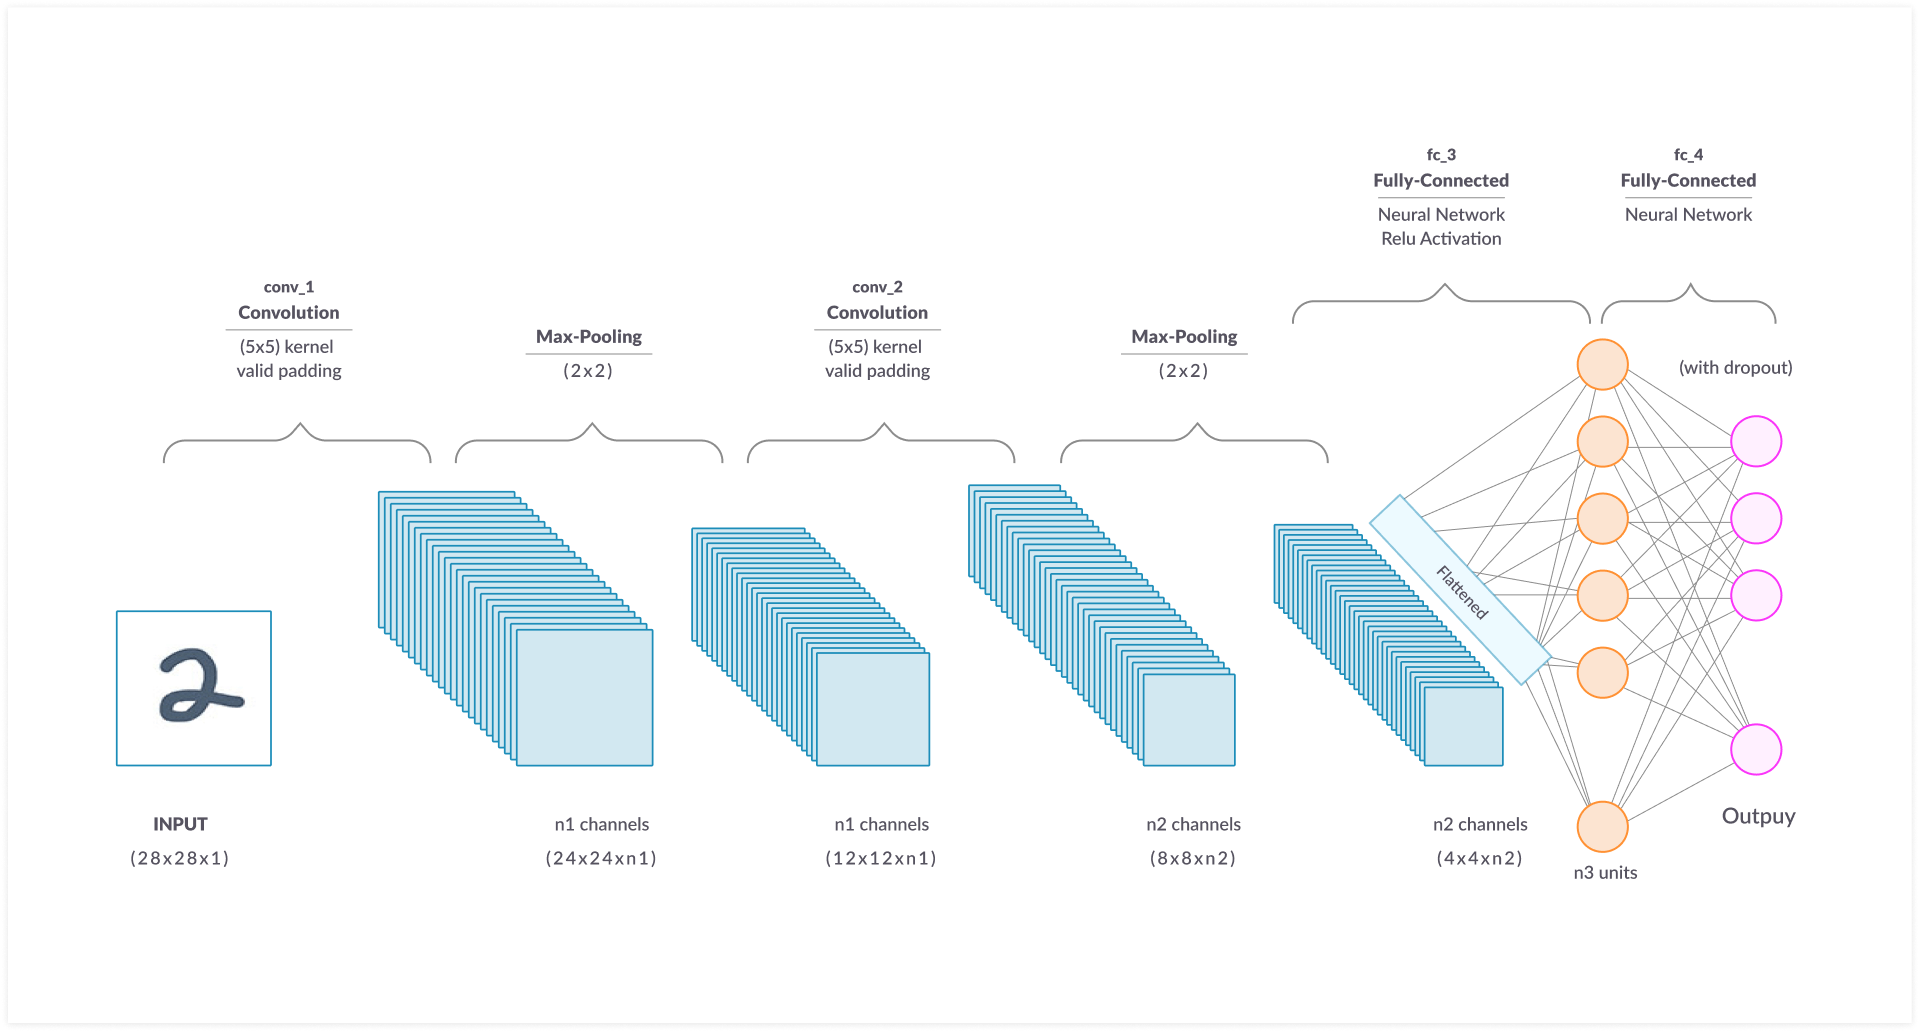 fc_3
Fully-Connected
Neural Network
Relu Activation
fc_4
Fully-Connected
Neural Network
conv_1
Convolution
(5x5) kernel
valid padding
Max-Pooling
(2x2)
conv_2
Convolution
(5x5) kernel
valid padding
Max-Pooling
(2x2)
(with dropout)
2
Flattened
INPUT
(28x28x1)
n1 channels
(24x24xn1)
n1 channels
(12x12xn1)
n2 channels
(8x8xn2)
n2 channels
(4x4xn2)
n3 units
Outpuy